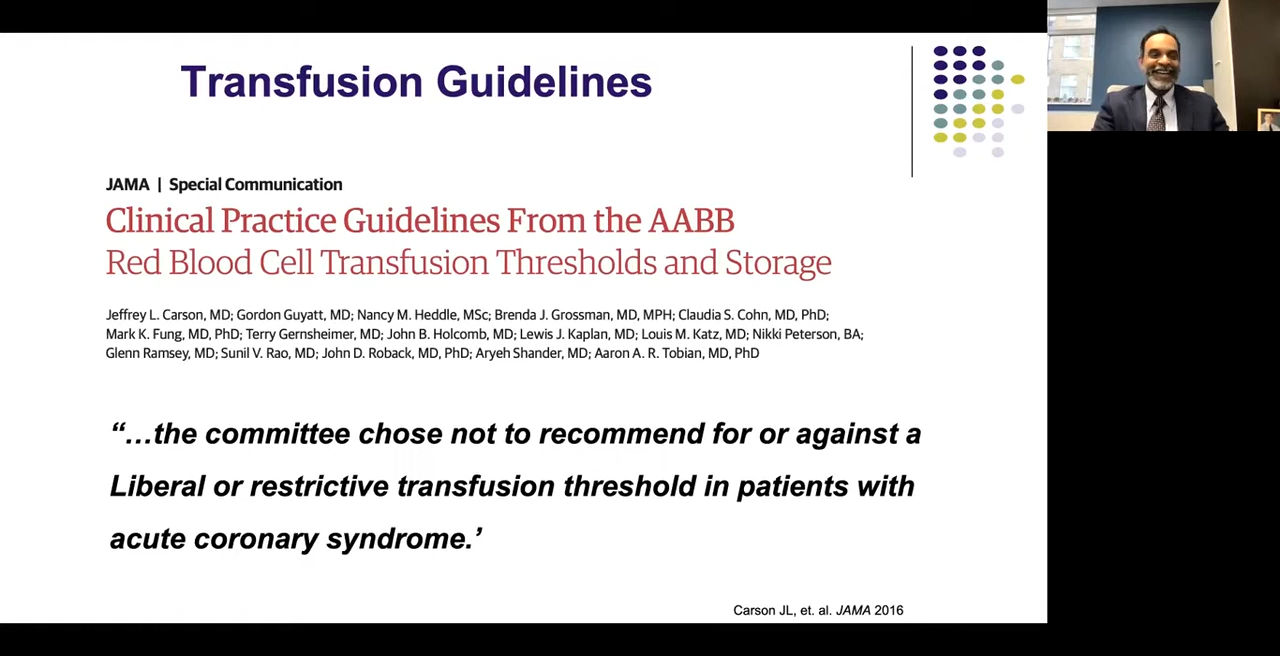 Transfusion Guidelines
JAMA | Special Communication
Clinical Practice Guidelines From the AABB
Red Blood Cell Transfusion Thresholds and Storage
Jeffrey L. Carson, MD; Gordon Guyatt, MD; Nancy M. Heddle, MSc; Brenda J. Grossman, MD, MPH; Claudia S. Cohn, MD, PhD;
Mark K. Fung, MD, PhD; Terry Gernsheimer, MD; John B. Holcomb, MD; Lewis J. Kaplan, MD; Louis M. Katz, MD; Nikki Peterson, BA;
Glenn Ramsey, MD; Sunil V. Rao, MD; John D. Roback, MD, PhD; Aryeh Shander, MD; Aaron A. R. Tobian, MD, PhD
“…the committee chose not to recommend for or against a
Liberal or restrictive transfusion threshold in patients with
acute coronary syndrome.’
Carson JL, et. al. JAMA 2016